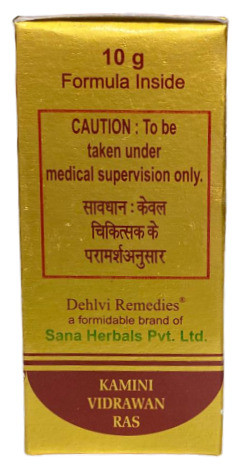 10 g
Formula Inside
CAUTION : To be
taken under
medical supervision only.
सावधान : केवल
चिकित्सक के
परामर्शअनुसार
Dehlvi Remedies®
a formidable brand of
Sana Herbals Pvt. Ltd.
KAMINI
VIDRAWAN
RAS